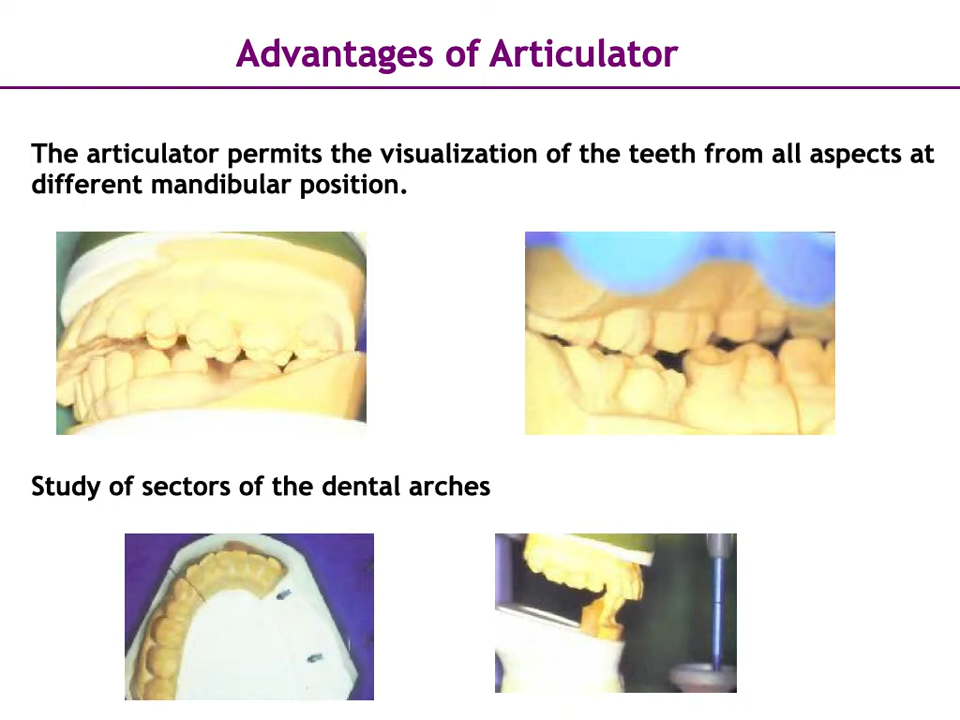 Advantages of Articulator
The articulator permits the visualization of the teeth from all aspects at
different mandibular position.
Study of sectors of the dental arches